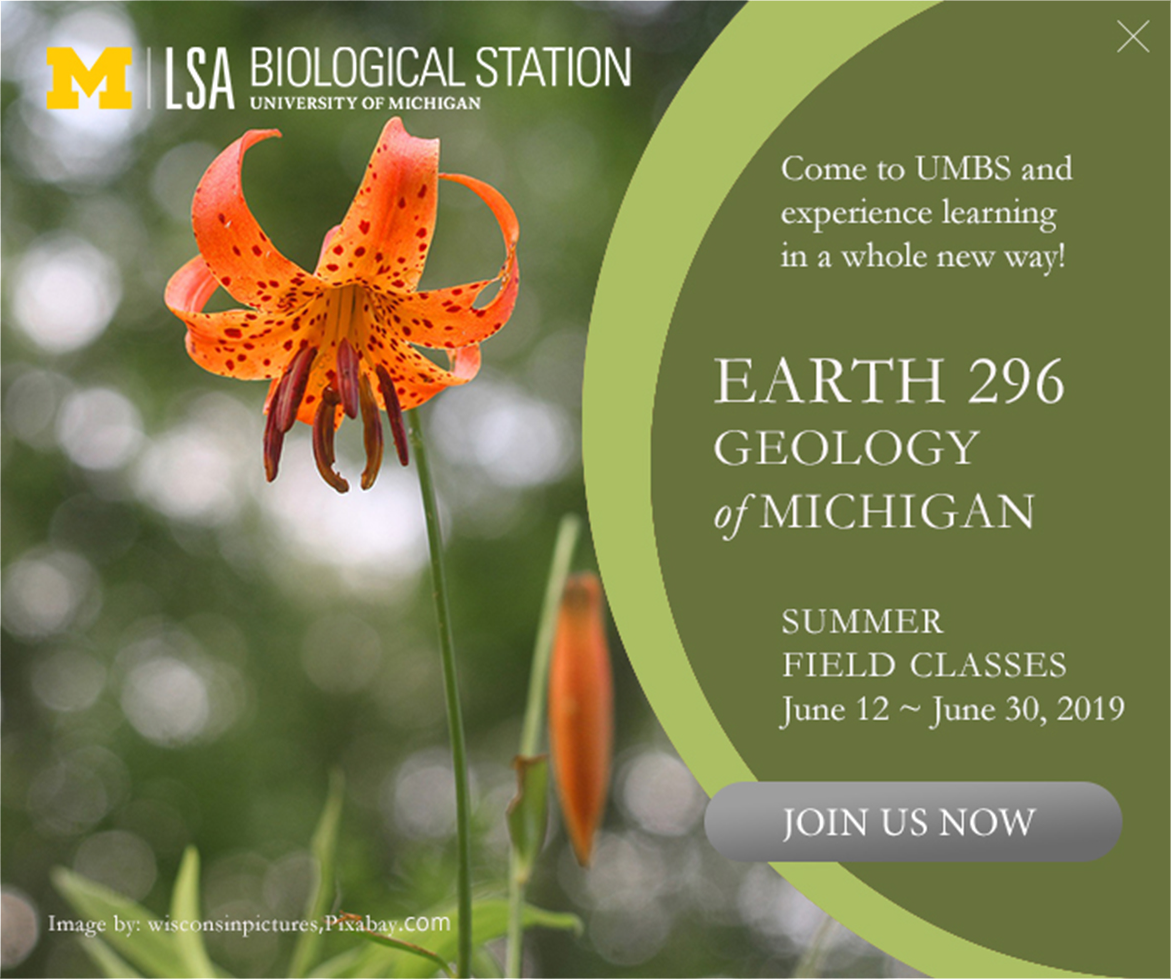 M | LSA BIOLOGICAL STATION
UNIVERSITY OF MICHIGAN
Come to UMBS and
experience learning
in a whole new way!
EARTH 296
GEOLOGY
of MICHIGAN
SUMMER
FIELD CLASSES
June 12 ~ June 30, 2019
JOIN US NOW
Image by: wisconsinpictures,Pixabay.com